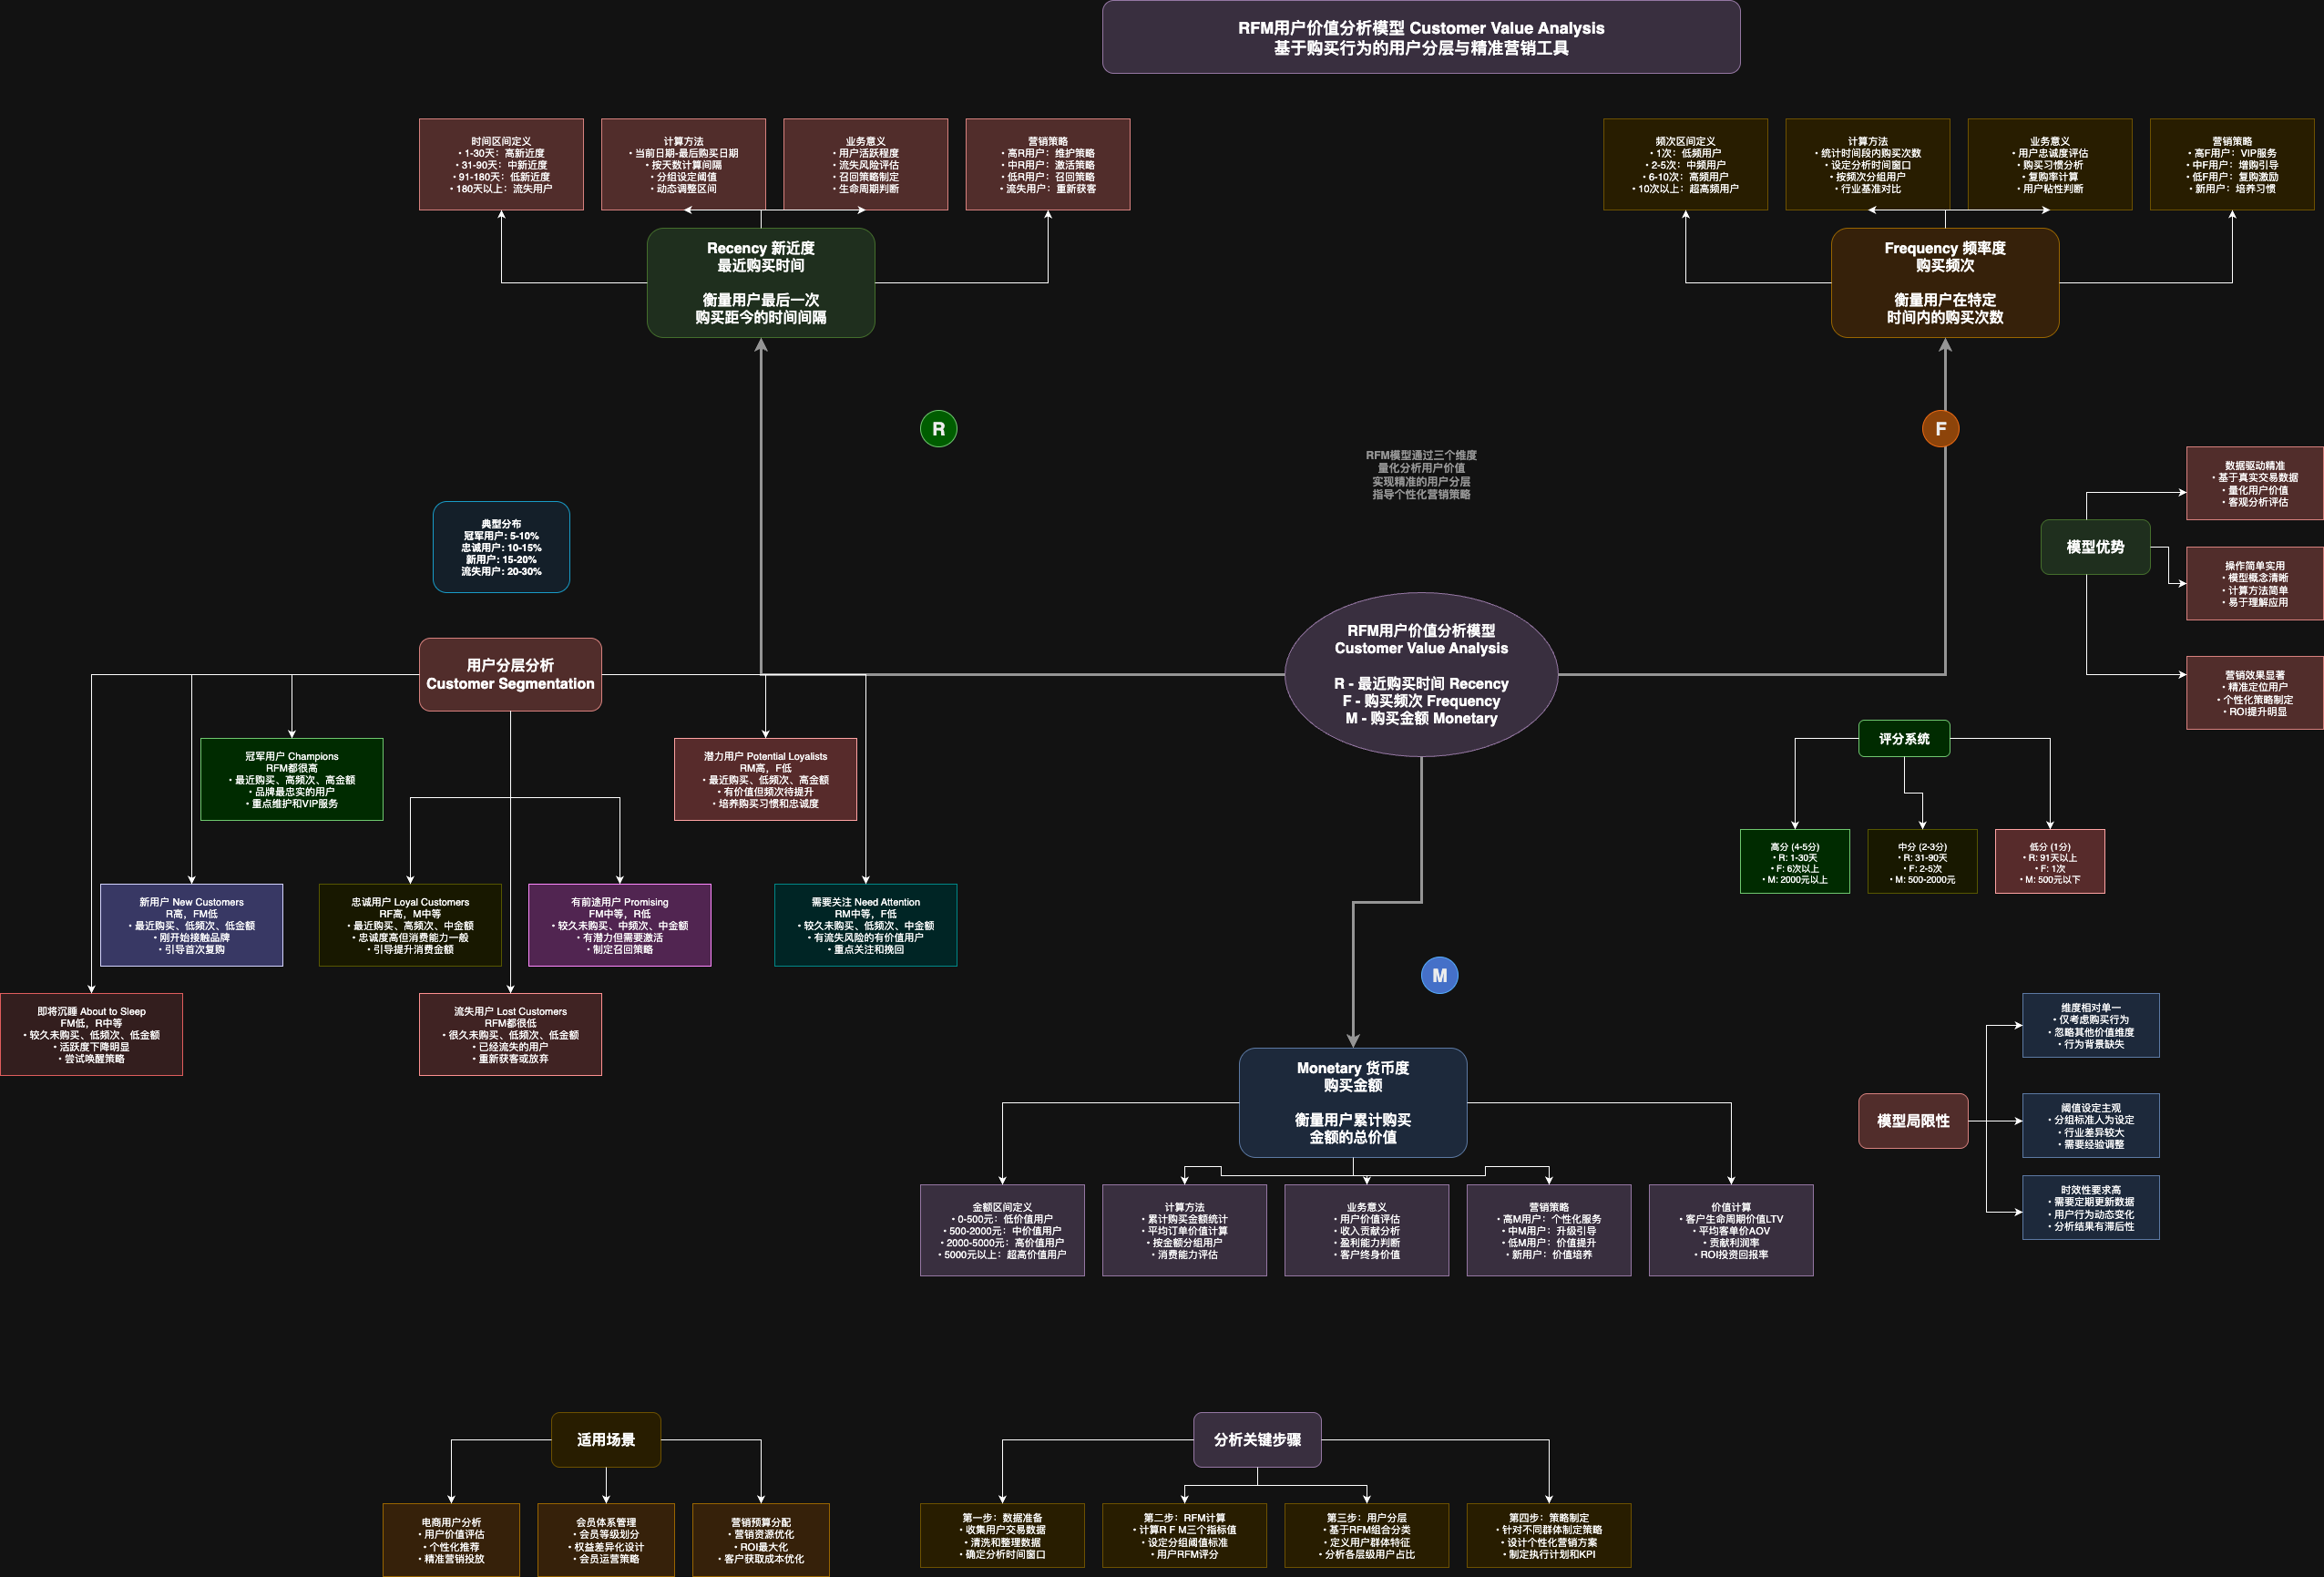 RFM用户价值分析模型 Customer Value Analysis
基于购买行为的用户分层与精准营销工具
时间区间定义
• 1-30天：高新近度
• 31-90天：中新近度
• 91-180天：低新近度
• 180天以上：流失用户
计算方法
• 当前日期-最后购买日期
• 按天数计算间隔
• 分组设定阈值
• 动态调整区间
业务意义
• 用户活跃程度
• 流失风险评估
• 召回策略制定
• 生命周期判断
营销策略
• 高R用户：维护策略
• 中R用户：激活策略
• 低R用户：召回策略
• 流失用户：重新获客
频次区间定义
• 1次：低频用户
• 2-5次：中频用户
• 6-10次：高频用户
• 10次以上：超高频用户
计算方法
• 统计时间段内购买次数
• 设定分析时间窗口
• 按频次分组用户
• 行业基准对比
业务意义
• 用户忠诚度评估
• 购买习惯分析
• 复购率计算
• 用户粘性判断
营销策略
• 高F用户：VIP服务
• 中F用户：增购引导
• 低F用户：复购激励
• 新用户：培养习惯
Recency 新近度
最近购买时间
衡量用户最后一次
购买距今的时间间隔
Frequency 频率度
购买频次
衡量用户在特定
时间内的购买次数
R
F
RFM模型通过三个维度
量化分析用户价值
实现精准的用户分层
指导个性化营销策略
典型分布
冠军用户: 5-10%
忠诚用户: 10-15%
新用户: 15-20%
流失用户: 20-30%
模型优势
数据驱动精准
• 基于真实交易数据
• 量化用户价值
• 客观分析评估
操作简单实用
• 模型概念清晰
• 计算方法简单
• 易于理解应用
营销效果显著
• 精准定位用户
• 个性化策略制定
• ROI提升明显
RFM用户价值分析模型
Customer Value Analysis
R - 最近购买时间 Recency
F - 购买频次 Frequency
M - 购买金额 Monetary
用户分层分析
Customer Segmentation
冠军用户 Champions
RFM都很高
• 最近购买、高频次、高金额
• 品牌最忠实的用户
• 重点维护和VIP服务
潜力用户 Potential Loyalists
RM高，F低
• 最近购买、低频次、高金额
• 有价值但频次待提升
• 培养购买习惯和忠诚度
新用户 New Customers
R高，FM低
• 最近购买、低频次、低金额
• 刚开始接触品牌
• 引导首次复购
忠诚用户 Loyal Customers
RF高，M中等
• 最近购买、高频次、中金额
• 忠诚度高但消费能力一般
• 引导提升消费金额
有前途用户 Promising
FM中等，R低
• 较久未购买、中频次、中金额
• 有潜力但需要激活
• 制定召回策略
需要关注 Need Attention
RM中等，F低
• 较久未购买、低频次、中金额
• 有流失风险的有价值用户
• 重点关注和挽回
即将沉睡 About to Sleep
FM低，R中等
• 较久未购买、低频次、低金额
• 活跃度下降明显
• 尝试唤醒策略
流失用户 Lost Customers
RFM都很低
• 很久未购买、低频次、低金额
• 已经流失的用户
• 重新获客或放弃
评分系统
高分 (4-5分)
• R: 1-30天
• F: 6次以上
• M: 2000元以上
中分 (2-3分)
• R: 31-90天
• F: 2-5次
• M: 500-2000元
低分 (1分)
• R: 91天以上
• F: 1次
• M: 500元以下
M
Monetary 货币度
购买金额
衡量用户累计购买
金额的总价值
金额区间定义
• 0-500元：低价值用户
• 500-2000元：中价值用户
• 2000-5000元：高价值用户
• 5000元以上：超高价值用户
计算方法
• 累计购买金额统计
• 平均订单价值计算
• 按金额分组用户
• 消费能力评估
业务意义
• 用户价值评估
• 收入贡献分析
• 盈利能力判断
• 客户终身价值
营销策略
• 高M用户：个性化服务
• 中M用户：升级引导
• 低M用户：价值提升
• 新用户：价值培养
价值计算
• 客户生命周期价值LTV
• 平均客单价AOV
• 贡献利润率
• ROI投资回报率
模型局限性
维度相对单一
• 仅考虑购买行为
• 忽略其他价值维度
• 行为背景缺失
阈值设定主观
• 分组标准人为设定
• 行业差异较大
• 需要经验调整
时效性要求高
• 需要定期更新数据
• 用户行为动态变化
• 分析结果有滞后性
适用场景
电商用户分析
• 用户价值评估
• 个性化推荐
• 精准营销投放
会员体系管理
• 会员等级划分
• 权益差异化设计
• 会员运营策略
营销预算分配
• 营销资源优化
• ROI最大化
• 客户获取成本优化
分析关键步骤
第一步：数据准备
• 收集用户交易数据
• 清洗和整理数据
• 确定分析时间窗口
第二步：RFM计算
• 计算R F M三个指标值
• 设定分组阈值标准
• 用户RFM评分
第三步：用户分层
• 基于RFM组合分类
• 定义用户群体特征
• 分析各层级用户占比
第四步：策略制定
• 针对不同群体制定策略
• 设计个性化营销方案
• 制定执行计划和KPI